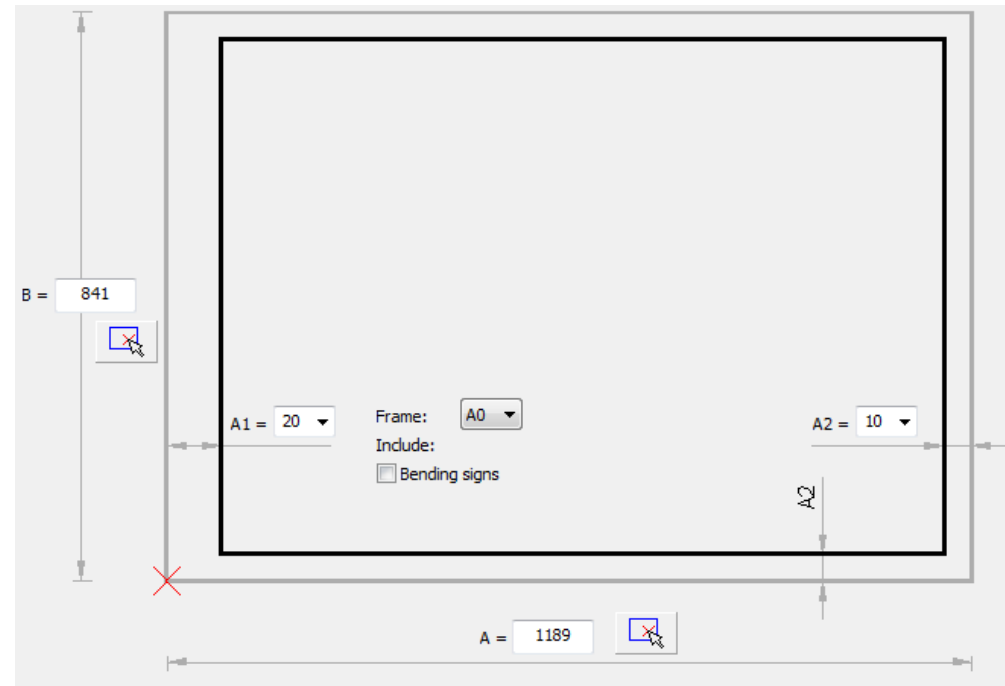 B = 841
A1 = 20
Frame: A0
A2 = 10
Include:
Bending signs
A2
A = 1189